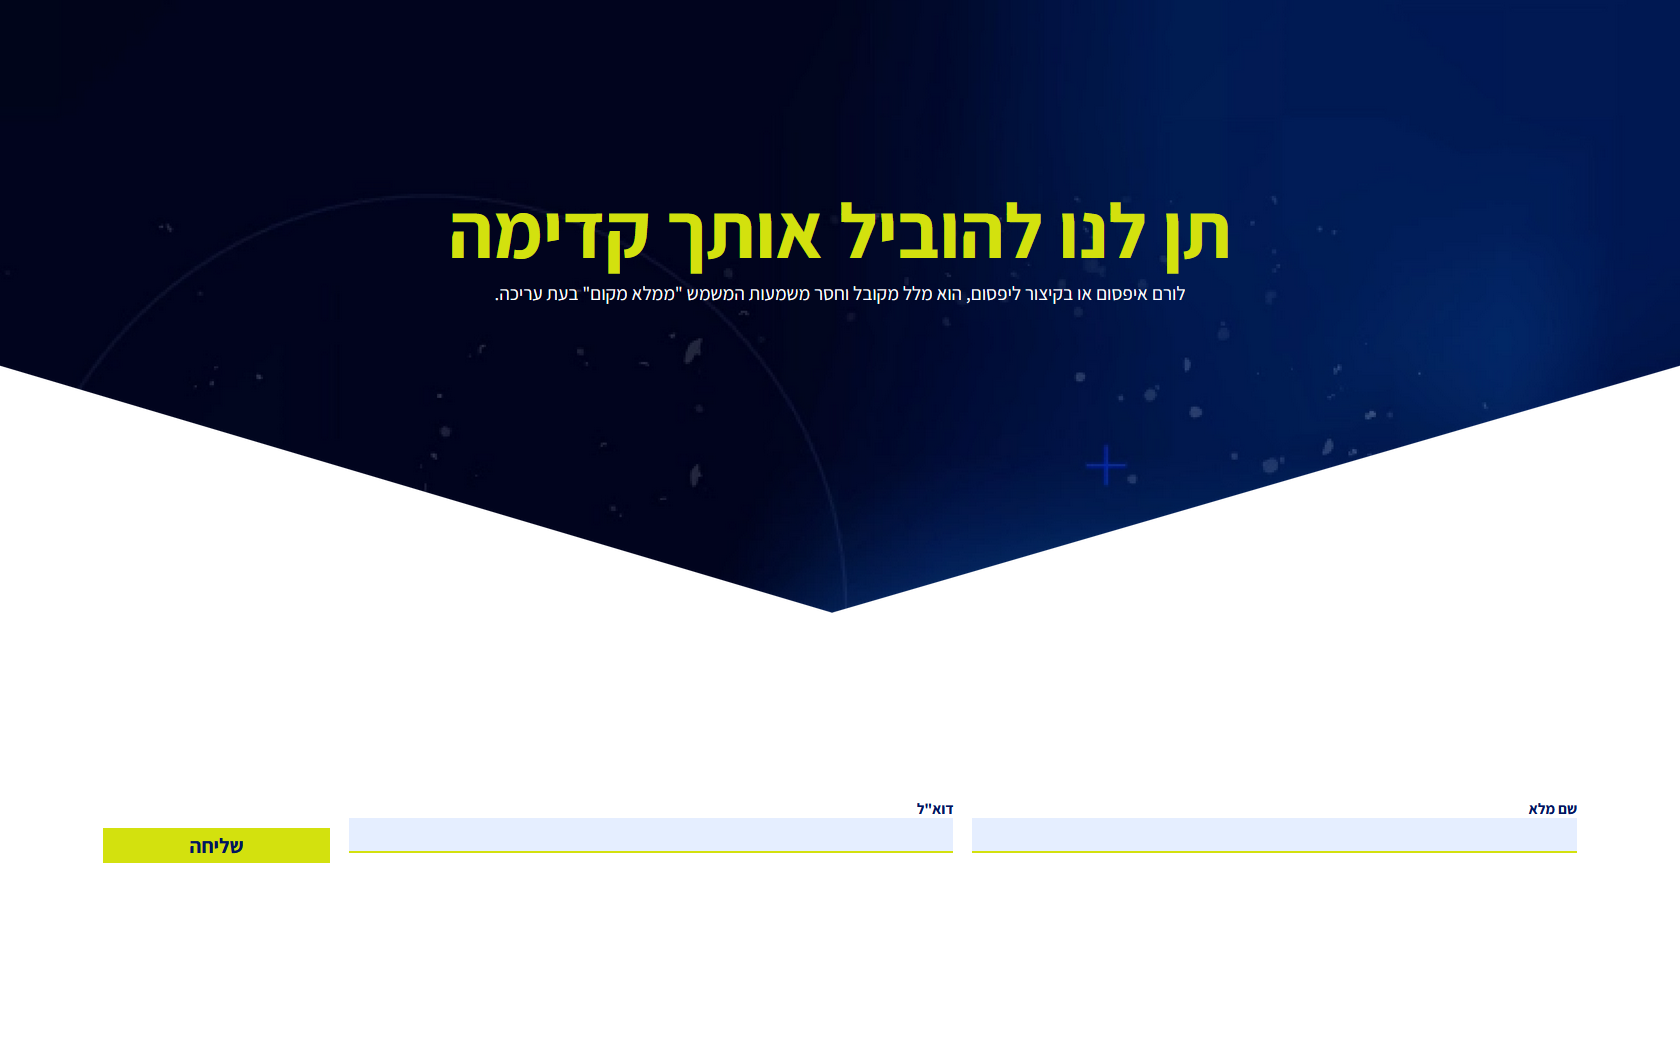 תן לנו להוביל אותך קדימה
לורם איפסום או בקיצור ליפסום, הוא מלל מקובל וחסר משמעות המשמש "ממלא מקום" בעת עריכה.
שם מלא
דוא"ל
שליחה